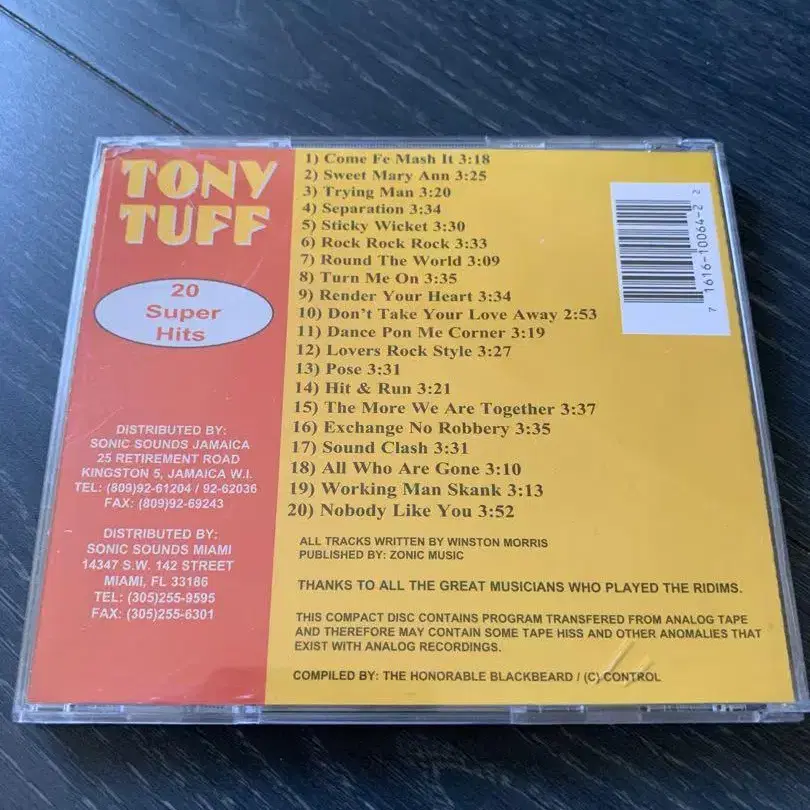 TONY
TUFF
20
Super
Hits
DISTRIBUTED BY:
SONIC SOUNDS JAMAICA
25 RETIREMENT ROAD
KINGSTON 5, JAMAICA W.I.
TEL: (809)92-61204 / 92-62036
FAX: (809)92-69243
DISTRIBUTED BY:
SONIC SOUNDS MIAMI
14347 S.W. 142 STREET
MIAMI, FL 33186
TEL: (305)255-9595
FAX: (305)255-6301
1) Come Fe Mash It 3:18
2) Sweet Mary Ann 3:25
3) Trying Man 3:20
4) Separation 3:34
5) Sticky Wicket 3:30
6) Rock Rock Rock 3:33
7) Round The World 3:09
8) Turn Me On 3:35
9) Render Your Heart 3:34
10) Don't Take Your Love Away 2:53
11) Dance Pon Me Corner 3:19
12) Lovers Rock Style 3:27
13) Pose 3:31
14) Hit & Run 3:21
15) The More We Are Together 3:37
16) Exchange No Robbery 3:35
17) Sound Clash 3:31
18) All Who Are Gone 3:10
19) Working Man Skank 3:13
20) Nobody Like You 3:52
ALL TRACKS WRITTEN BY WINSTON MORRIS
PUBLISHED BY: ZONIC MUSIC
THANKS TO ALL THE GREAT MUSICIANS WHO PLAYED THE RIDIMS.
THIS COMPACT DISC CONTAINS PROGRAM TRANSFERED FROM ANALOG TAPE
AND THEREFORE MAY CONTAIN SOME TAPE HISS AND OTHER ANOMALIES THAT
EXIST WITH ANALOG RECORDINGS.
COMPILED BY: THE HONORABLE BLACKBEARD / (C) CONTROL
7 1616-10064-2 2